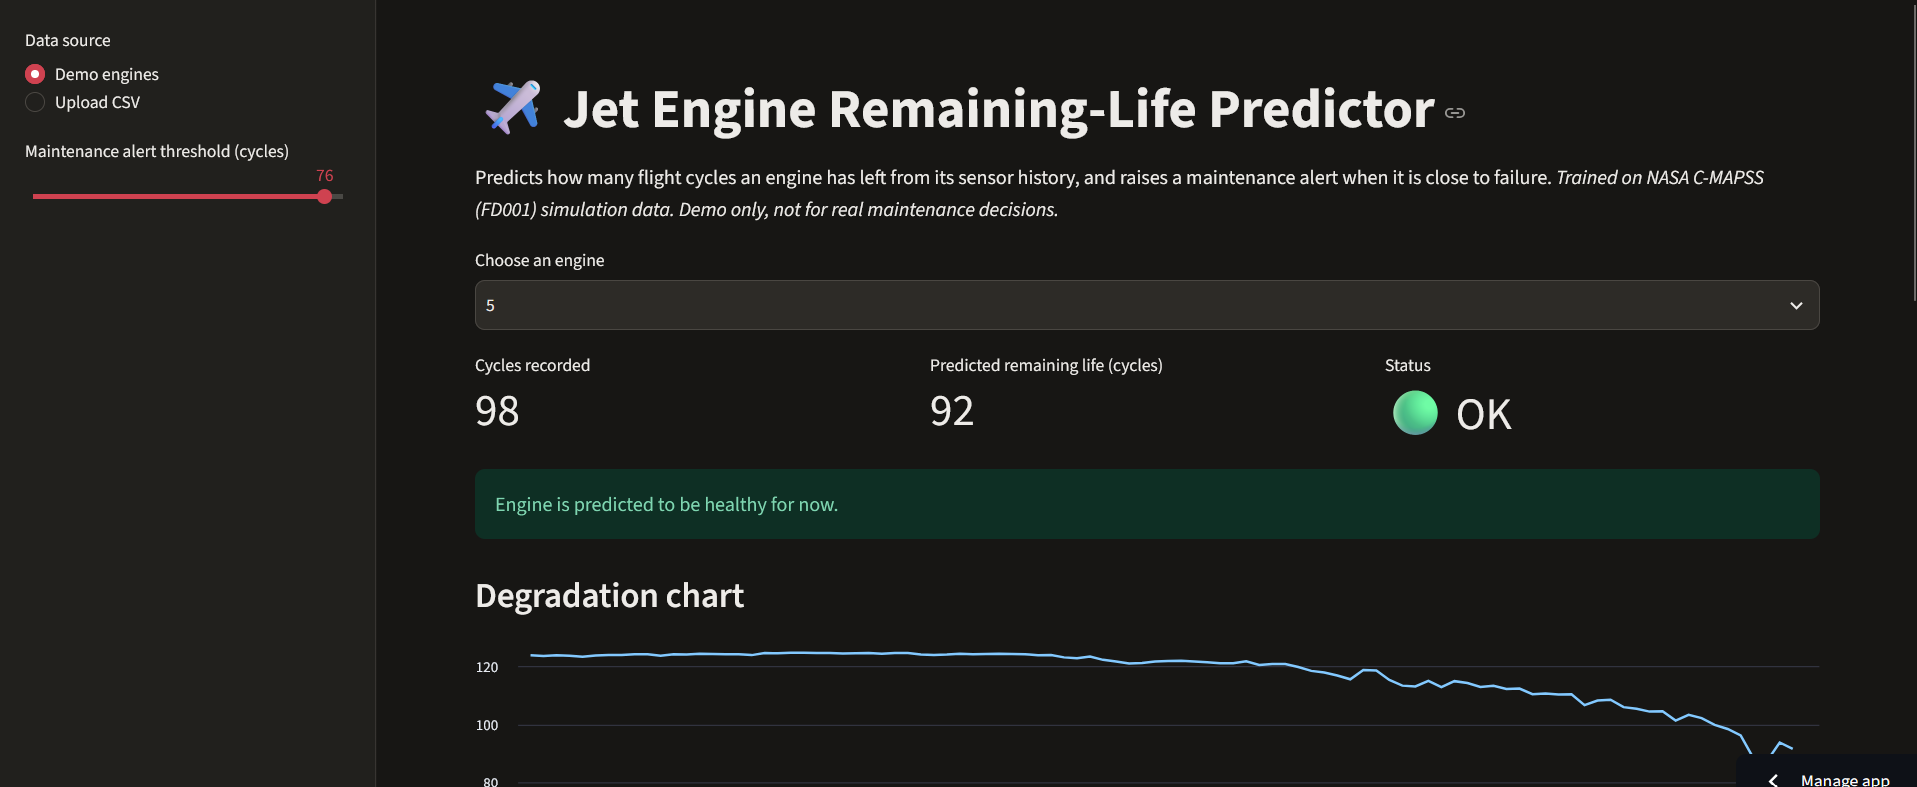 Data source
Demo engines
Upload CSV
Maintenance alert threshold (cycles)
76
Jet Engine Remaining-Life Predictor
Predicts how many flight cycles an engine has left from its sensor history, and raises a maintenance alert when it is close to failure. Trained on NASA C-MAPSS
(FD001) simulation data. Demo only, not for real maintenance decisions.
Choose an engine
5
Cycles recorded
98
Predicted remaining life (cycles)
92
Status
OK
Engine is predicted to be healthy for now.
Degradation chart
120
100
80
Manage app